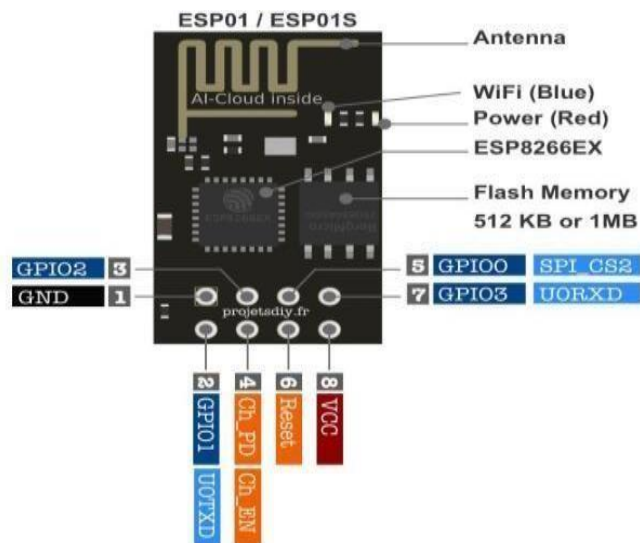 ESP01 / ESP01S
Antenna
AI-Cloud inside
WiFi (Blue)
Power (Red)
ESP8266EX
Flash Memory
512 KB or 1MB
GPIO2 3
GND 1
5 GPIO0 SPI_CS2
7 GPIO3 U0RXD
projetsdiy.fr
2 GPIO1 U0TXD
4 Ch_PD Ch_EN
6 Reset
8 VCC